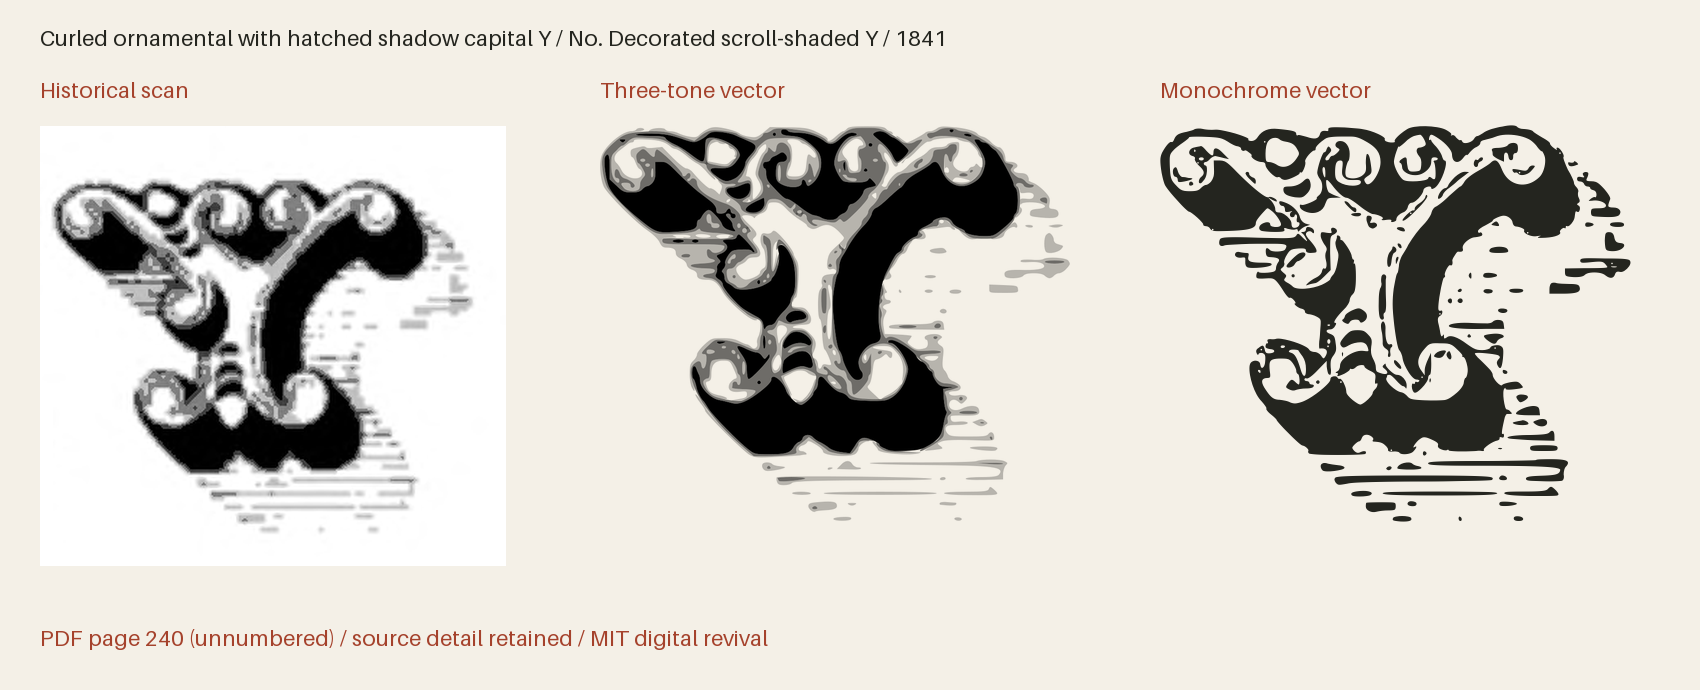 Curled ornamental with hatched shadow capital Y / No. Decorated scroll-shaded Y / 1841
Historical scan
Three-tone vector
Monochrome vector
Y
Y
Y
PDF page 240 (unnumbered) / source detail retained / MIT digital revival